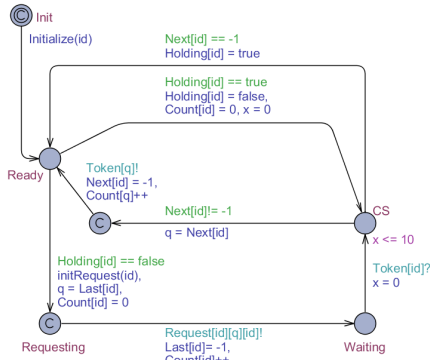 C Init
Initialize(id)
Next[id] == -1
Holding[id] = true
Holding[id] == true
Holding[id] = false,
Count[id] = 0, x = 0
Ready
Token[q]!
Next[id] = -1,
Count[q]++
C
Next[id]!= -1
q = Next[id]
CS
x <= 10
Holding[id] == false
initRequest(id),
q = Last[id],
Count[id] = 0
Token[id]?
x = 0
C
Requesting
Request[id][q][id]!
Last[id]= -1,
Count[id]++
Waiting